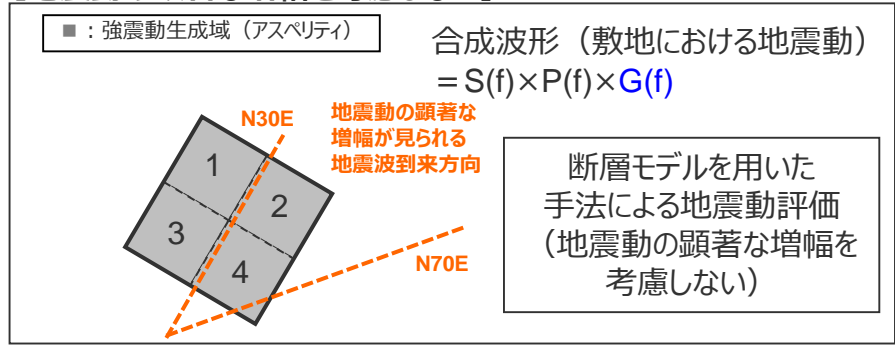 ■：強震動生成域（アスペリティ）
合成波形（敷地における地震動）
＝S(f)×P(f)×G(f)
N30E
地震動の顕著な
増幅が見られる
地震波到来方向
1
2
3
4
N70E
断層モデルを用いた
手法による地震動評価
（地震動の顕著な増幅を
考慮しない）